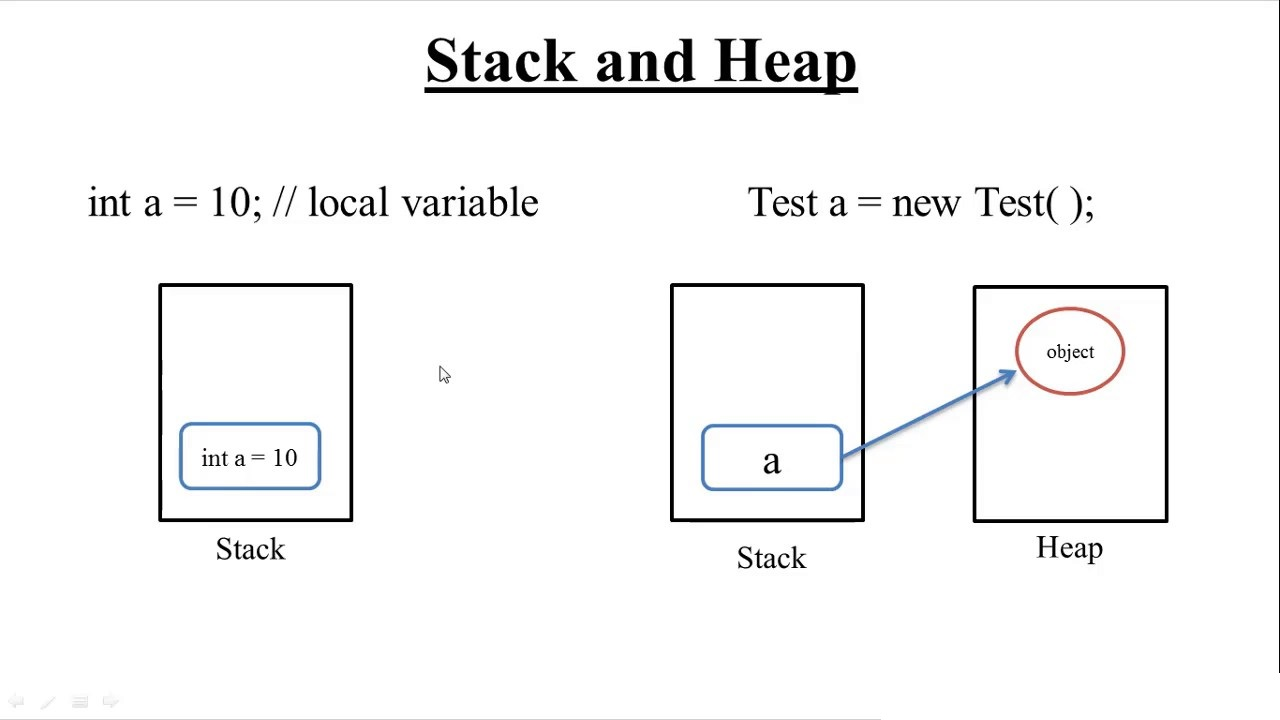 Stack and Heap
int a = 10; // local variable
Test a = new Test( );
int a = 10
Stack
a
Stack
object
Heap